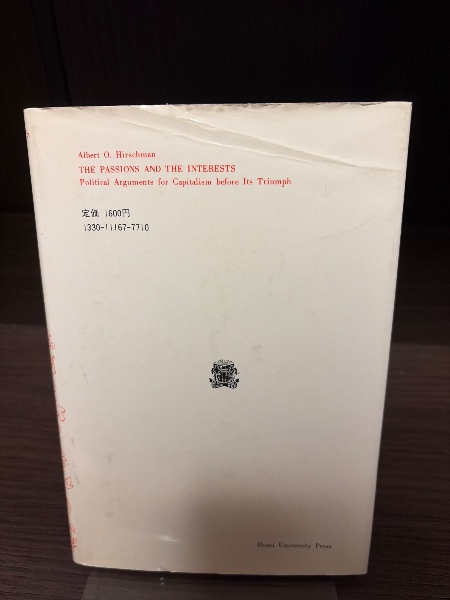 Albert O. Hirschman
THE PASSIONS AND THE INTERESTS
Political Arguments for Capitalism before Its Triumph
定価 1600円
1330-11167-7710
Hosei University Press